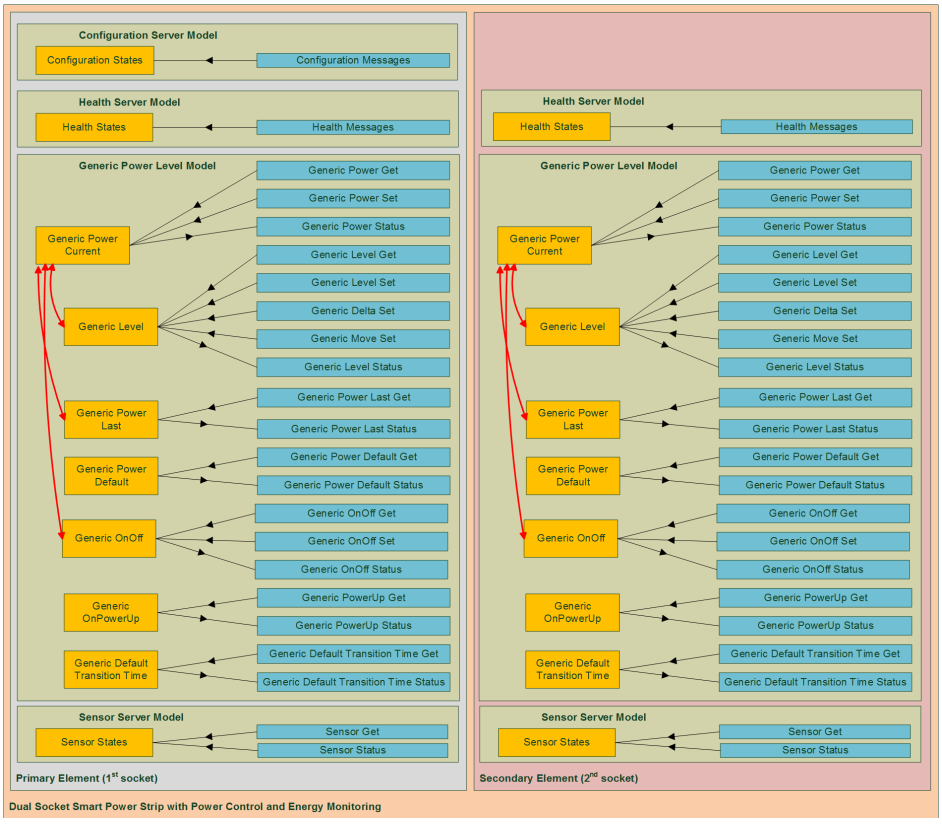 Configuration Server Model
Configuration States
Configuration Messages
Health Server Model
Health States
Health Messages
Generic Power Level Model
Generic Power Get
Generic Power Set
Generic Power Status
Generic Power
Current
Generic Level Get
Generic Level Set
Generic Delta Set
Generic Move Set
Generic Level Status
Generic Level
Generic Power Last Get
Generic Power Last Status
Generic Power
Last
Generic Power Default Get
Generic Power Default Status
Generic Power
Default
Generic OnOff Get
Generic OnOff Set
Generic OnOff Status
Generic OnOff
Generic PowerUp Get
Generic PowerUp Status
Generic
OnPowerUp
Generic Default Transition Time Get
Generic Default Transition Time Status
Generic Default
Transition Time
Sensor Server Model
Sensor States
Sensor Get
Sensor Status
Primary Element (1st socket)
Health Server Model
Health States
Health Messages
Generic Power Level Model
Generic Power Get
Generic Power Set
Generic Power Status
Generic Power
Current
Generic Level Get
Generic Level Set
Generic Delta Set
Generic Move Set
Generic Level Status
Generic Level
Generic Power Last Get
Generic Power Last Status
Generic Power
Last
Generic Power Default Get
Generic Power Default Status
Generic Power
Default
Generic OnOff Get
Generic OnOff Set
Generic OnOff Status
Generic OnOff
Generic PowerUp Get
Generic PowerUp Status
Generic
OnPowerUp
Generic Default Transition Time Get
Generic Default Transition Time Status
Generic Default
Transition Time
Sensor Server Model
Sensor States
Sensor Get
Sensor Status
Secondary Element (2nd socket)
Dual Socket Smart Power Strip with Power Control and Energy Monitoring